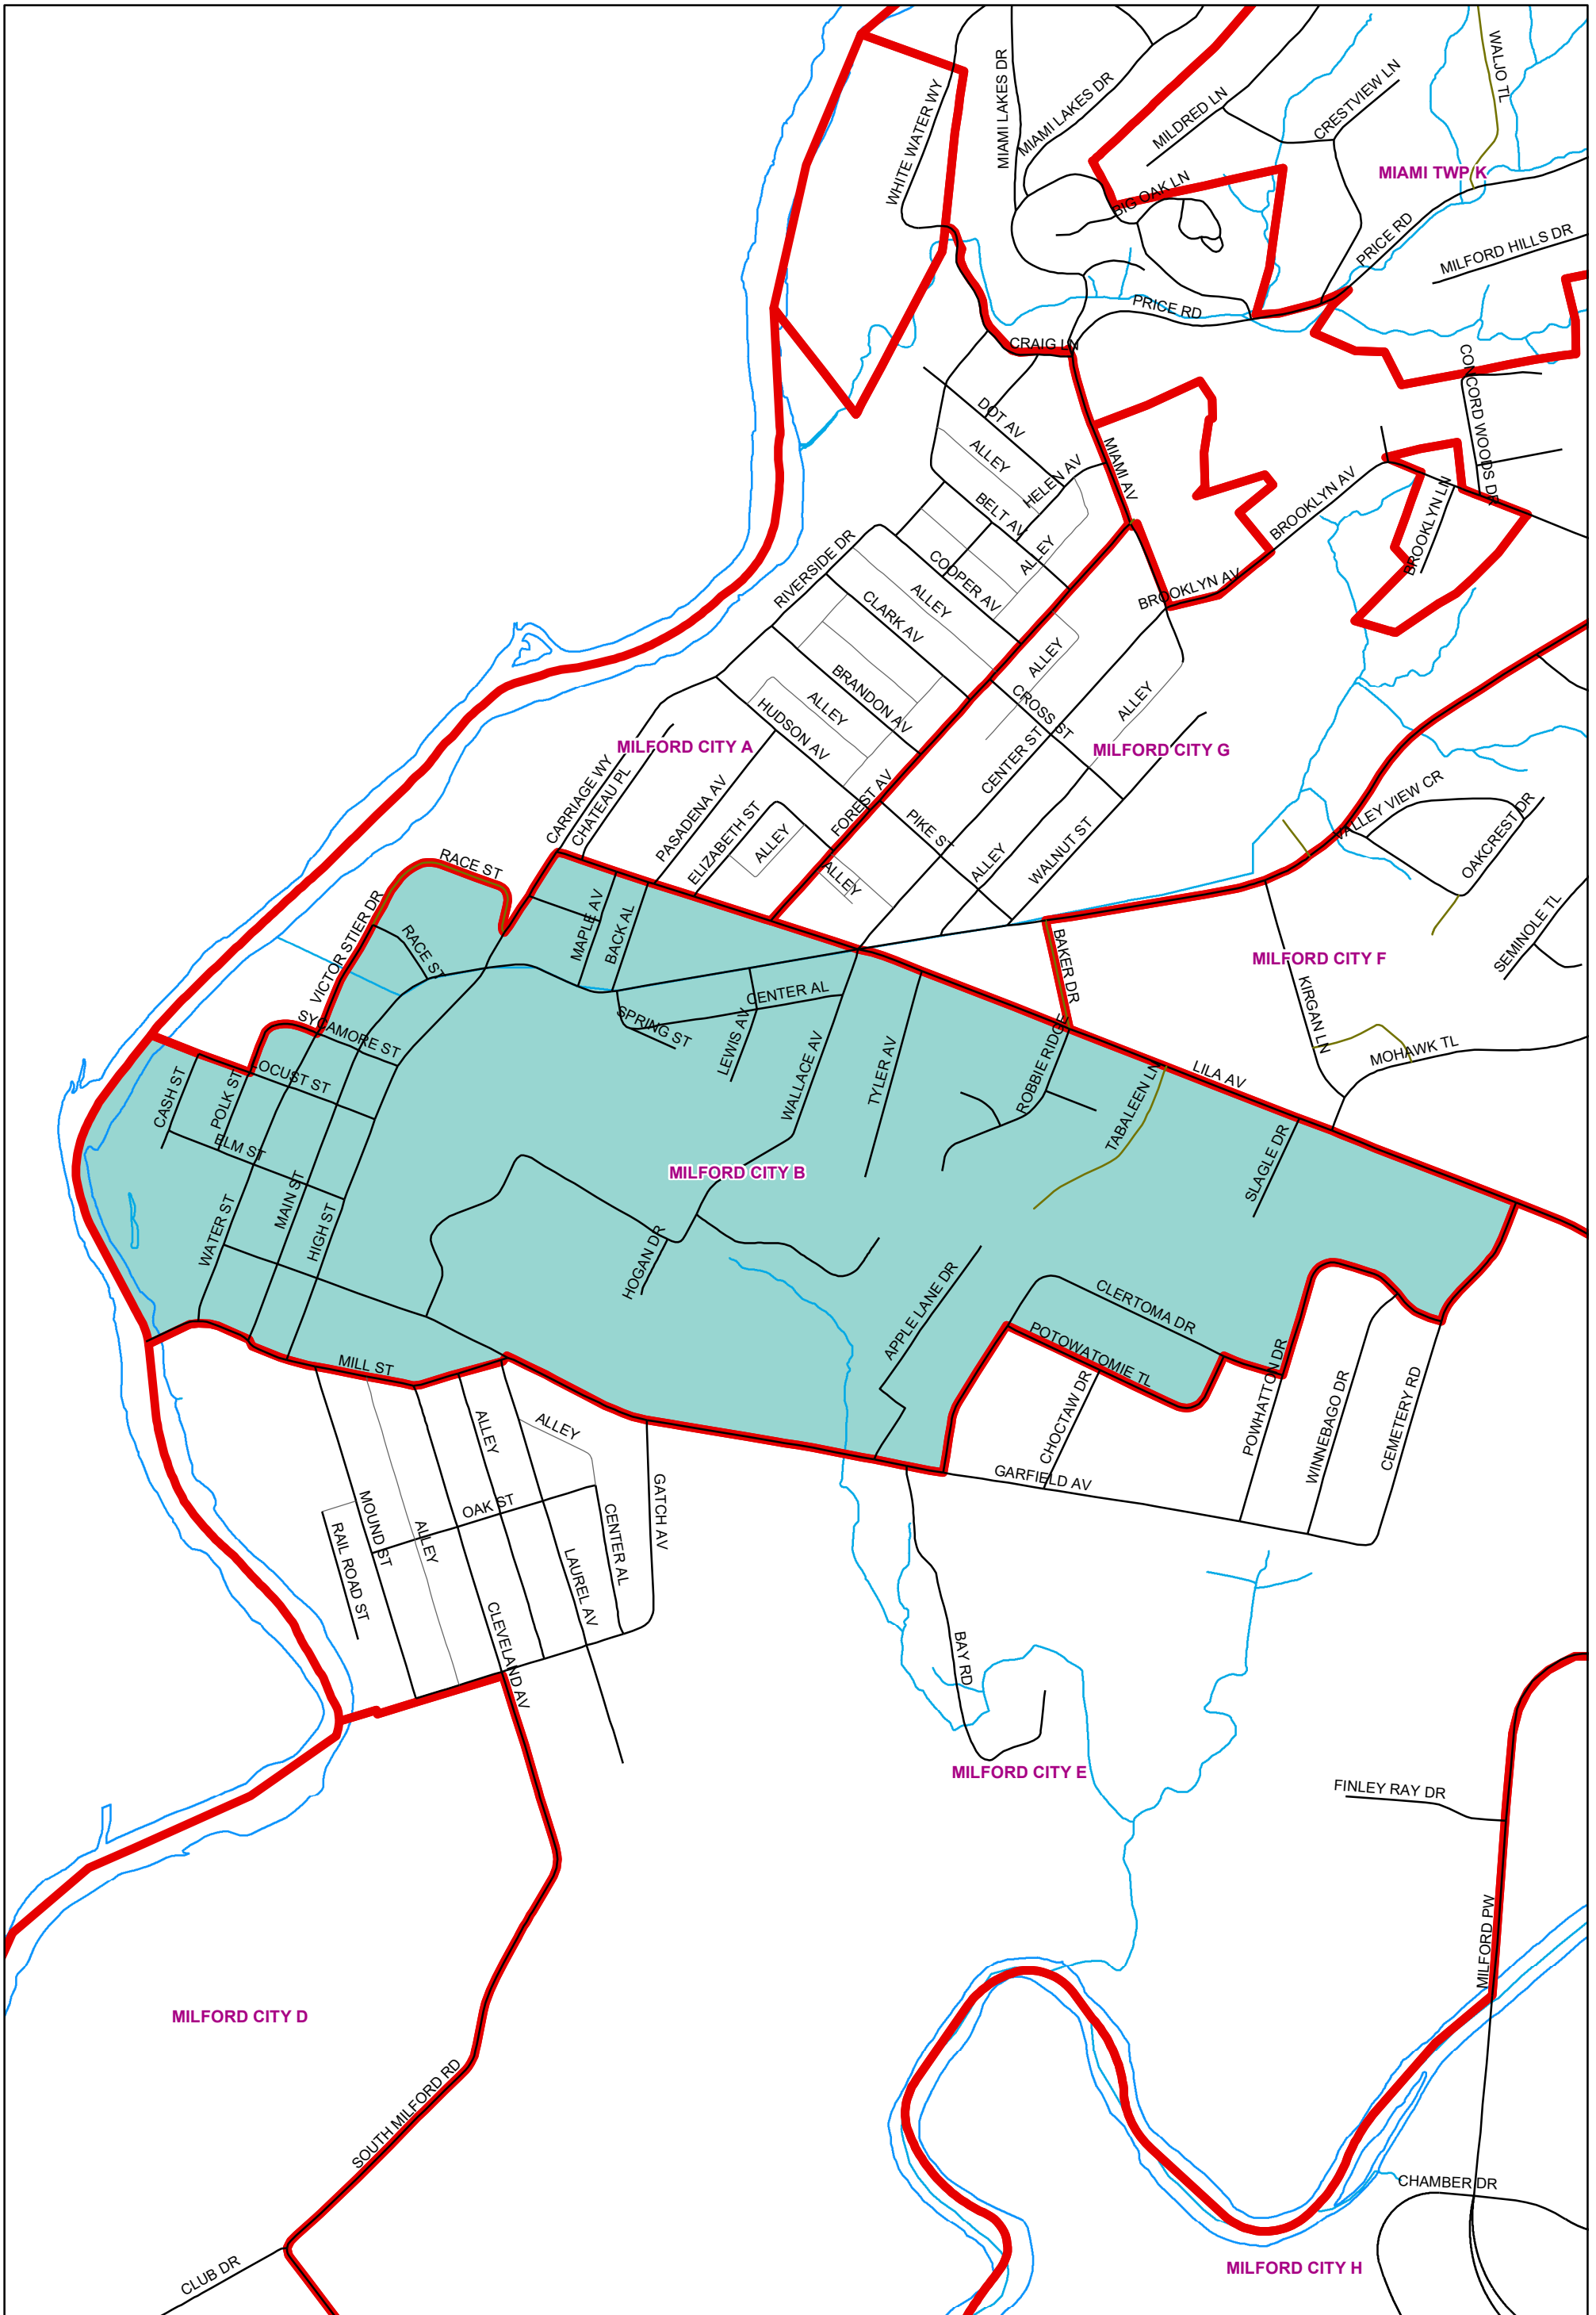 WALJO TL
MIAMI LAKES DR
WHITE WATER WY
MIAMI LAKES DR
MILDRED LN
CRESTVIEW LN
MIAMI TWP K
BIG OAK LN
PRICE RD
MILFORD HILLS DR
PRICE RD
CRAIG LN
CONCORD WOODS DR
DOT AV
MIAMI AV
ALLEY
HELEN AV
BELT AV
BROOKLYN AV
BROOKLYN LN
ALLEY
RIVERSIDE DR
COOPER AV
ALLEY
CLARK AV
BROOKLYN AV
ALLEY
BRANDON AV
ALLEY
CROSS ST
ALLEY
HUDSON AV
MILFORD CITY A
CENTER ST
MILFORD CITY G
CARRIAGE WY
CHATEAU PL
PASADENA AV
ELIZABETH ST
ALLEY
FOREST AV
PIKE ST
VALLEY VIEW CR
OAKCREST DR
RACE ST
ALLEY
ALLEY
WALNUT ST
VICTOR STIER DR
RACE ST
MAPLE AV
BACK AL
BAKER DR
MILFORD CITY F
SEMINOLE TL
CENTER AL
SPRING ST
LEWIS AV
KIRGAN LN
SYCAMORE ST
LOCUST ST
CASH ST
POLK ST
WALLACE AV
TYLER AV
ROBBIE RIDGE
TABALEEN LN
LILA AV
MOHAWK TL
ELM ST
MILFORD CITY B
SLAGLE DR
WATER ST
MAIN ST
HIGH ST
HOGAN DR
APPLE LANE DR
CLERTOMA DR
MILL ST
POTOWATOMIE TL
POWHATTON DR
CHOCTAW DR
WINNEBAGO DR
CEMETERY RD
ALLEY
ALLEY
GARFIELD AV
GATCH AV
OAK ST
MOUND ST
RAIL ROAD ST
ALLEY
CENTER AL
LAUREL AV
CLEVELAND AV
BAY RD
MILFORD CITY E
FINLEY RAY DR
MILFORD PW
MILFORD CITY D
SOUTH MILFORD RD
CHAMBER DR
CLUB DR
MILFORD CITY H